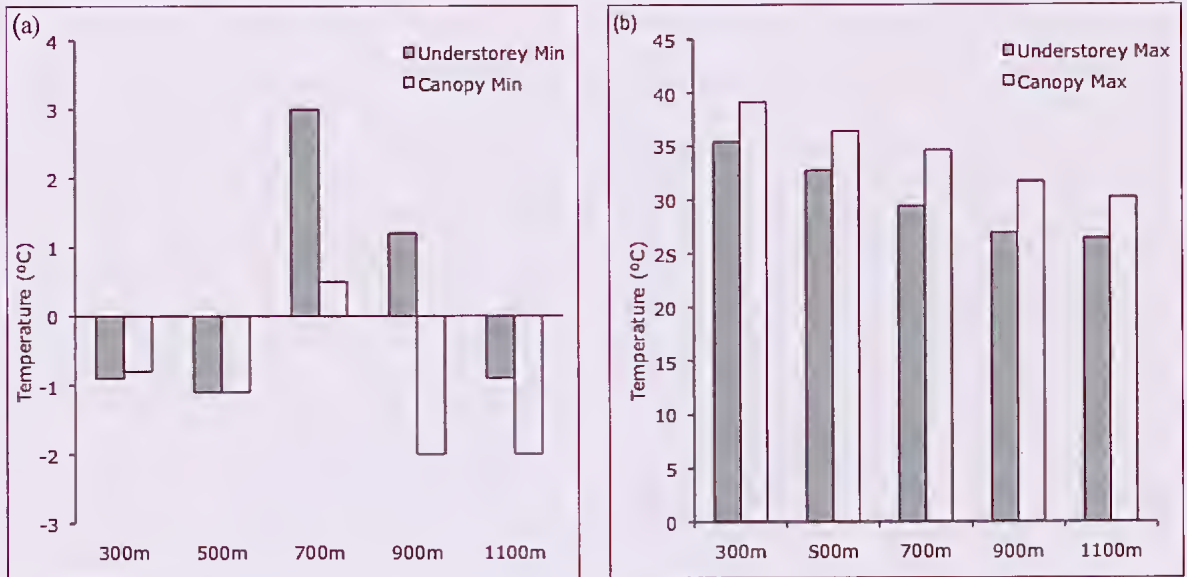 (a)
Understorey Min
Canopy Min
Temperature (ºC)
4
3
2
1
0
-1
-2
-3
300m 500m 700m 900m 1100m
(b)
Understorey Max
Canopy Max
Temperature (ºC)
45
40
35
30
25
20
15
10
5
0
300m 500m 700m 900m 1100m